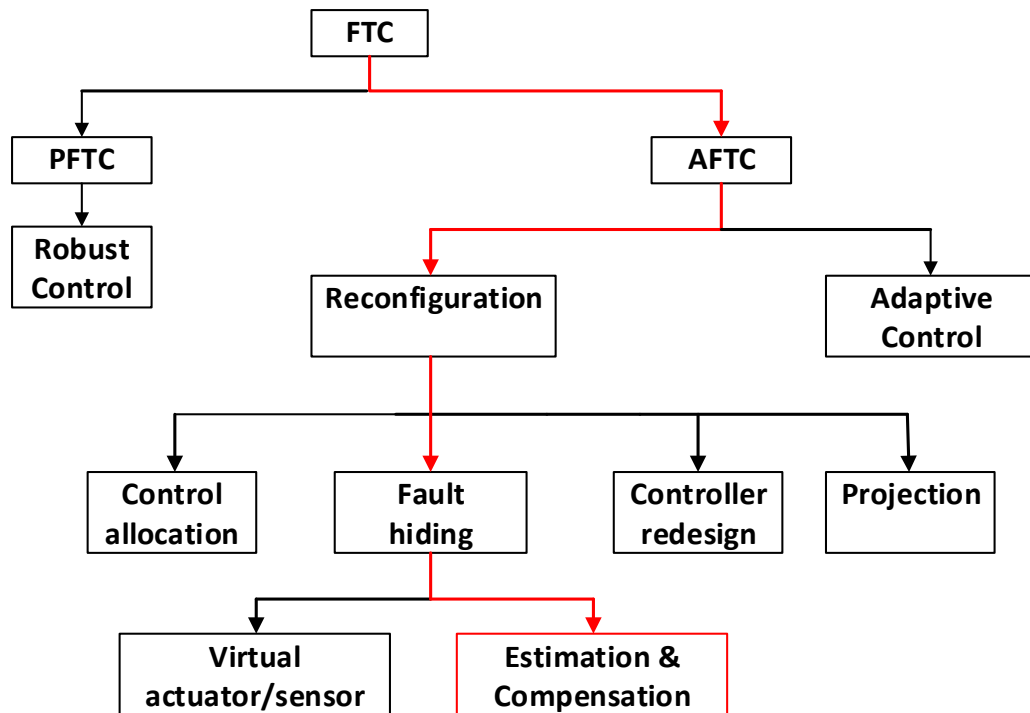 FTC
PFTC
AFTC
Robust
Control
Reconfiguration
Adaptive
Control
Control
allocation
Fault
hiding
Controller
redesign
Projection
Virtual
actuator/sensor
Estimation &
Compensation